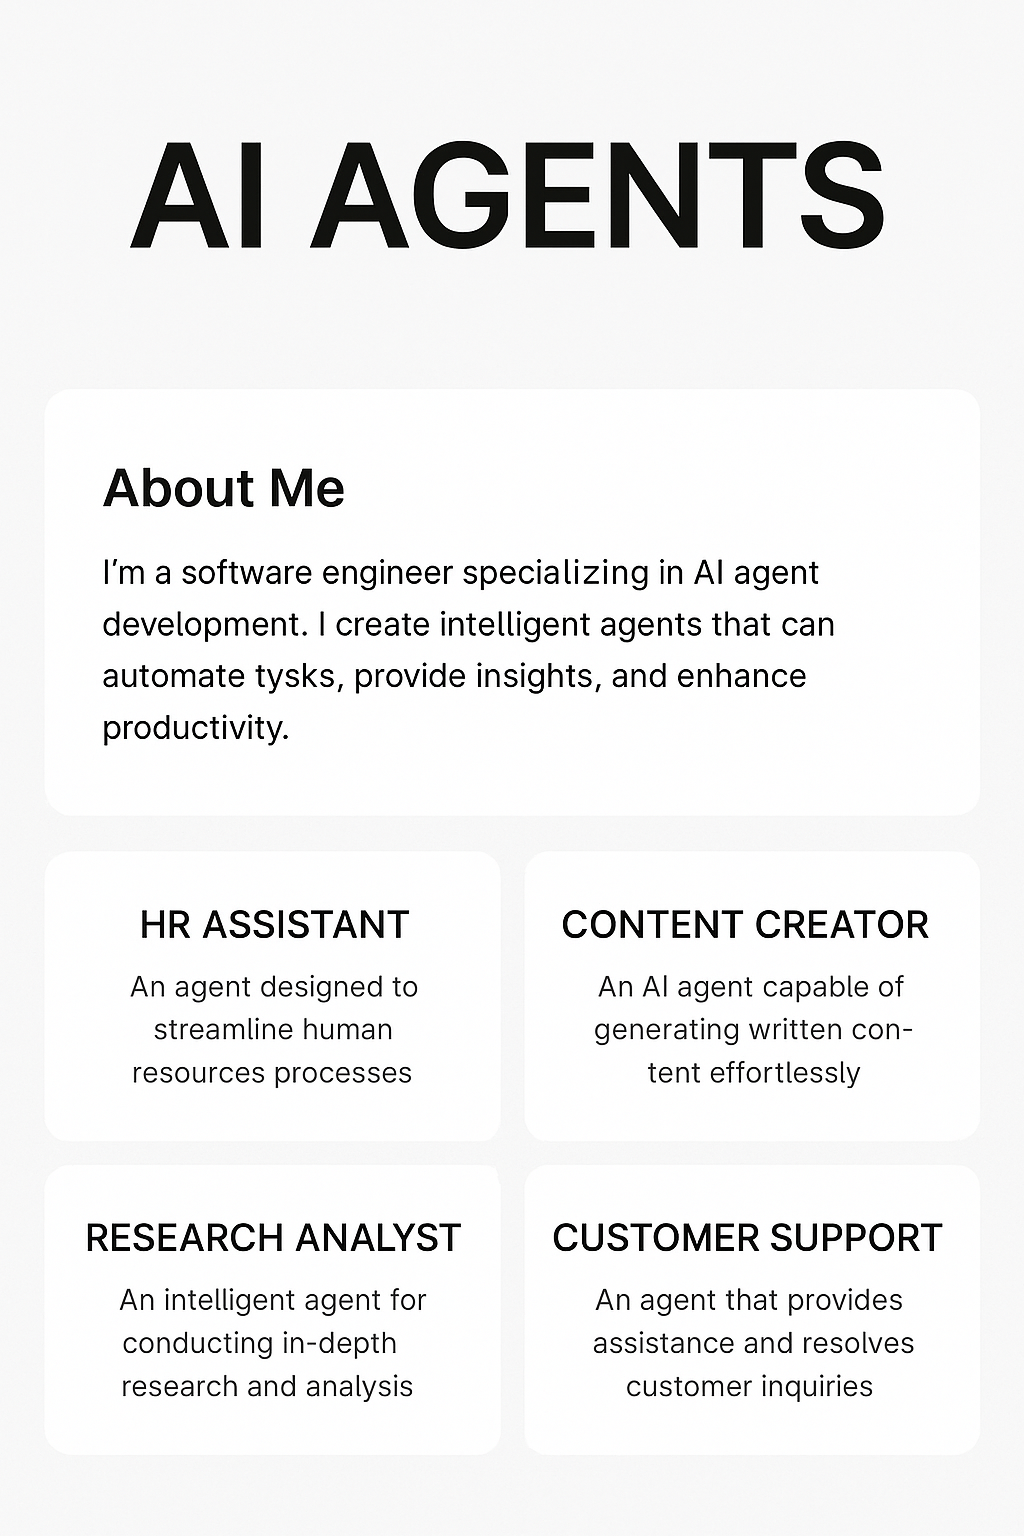 AI AGENTS
About Me
I’m a software engineer specializing in AI agent
development. I create intelligent agents that can
automate tysks, provide insights, and enhance
productivity.
HR ASSISTANT
An agent designed to
streamline human
resources processes
CONTENT CREATOR
An AI agent capable of
generating written con-
tent effortlessly
RESEARCH ANALYST
An intelligent agent for
conducting in-depth
research and analysis
CUSTOMER SUPPORT
An agent that provides
assistance and resolves
customer inquiries